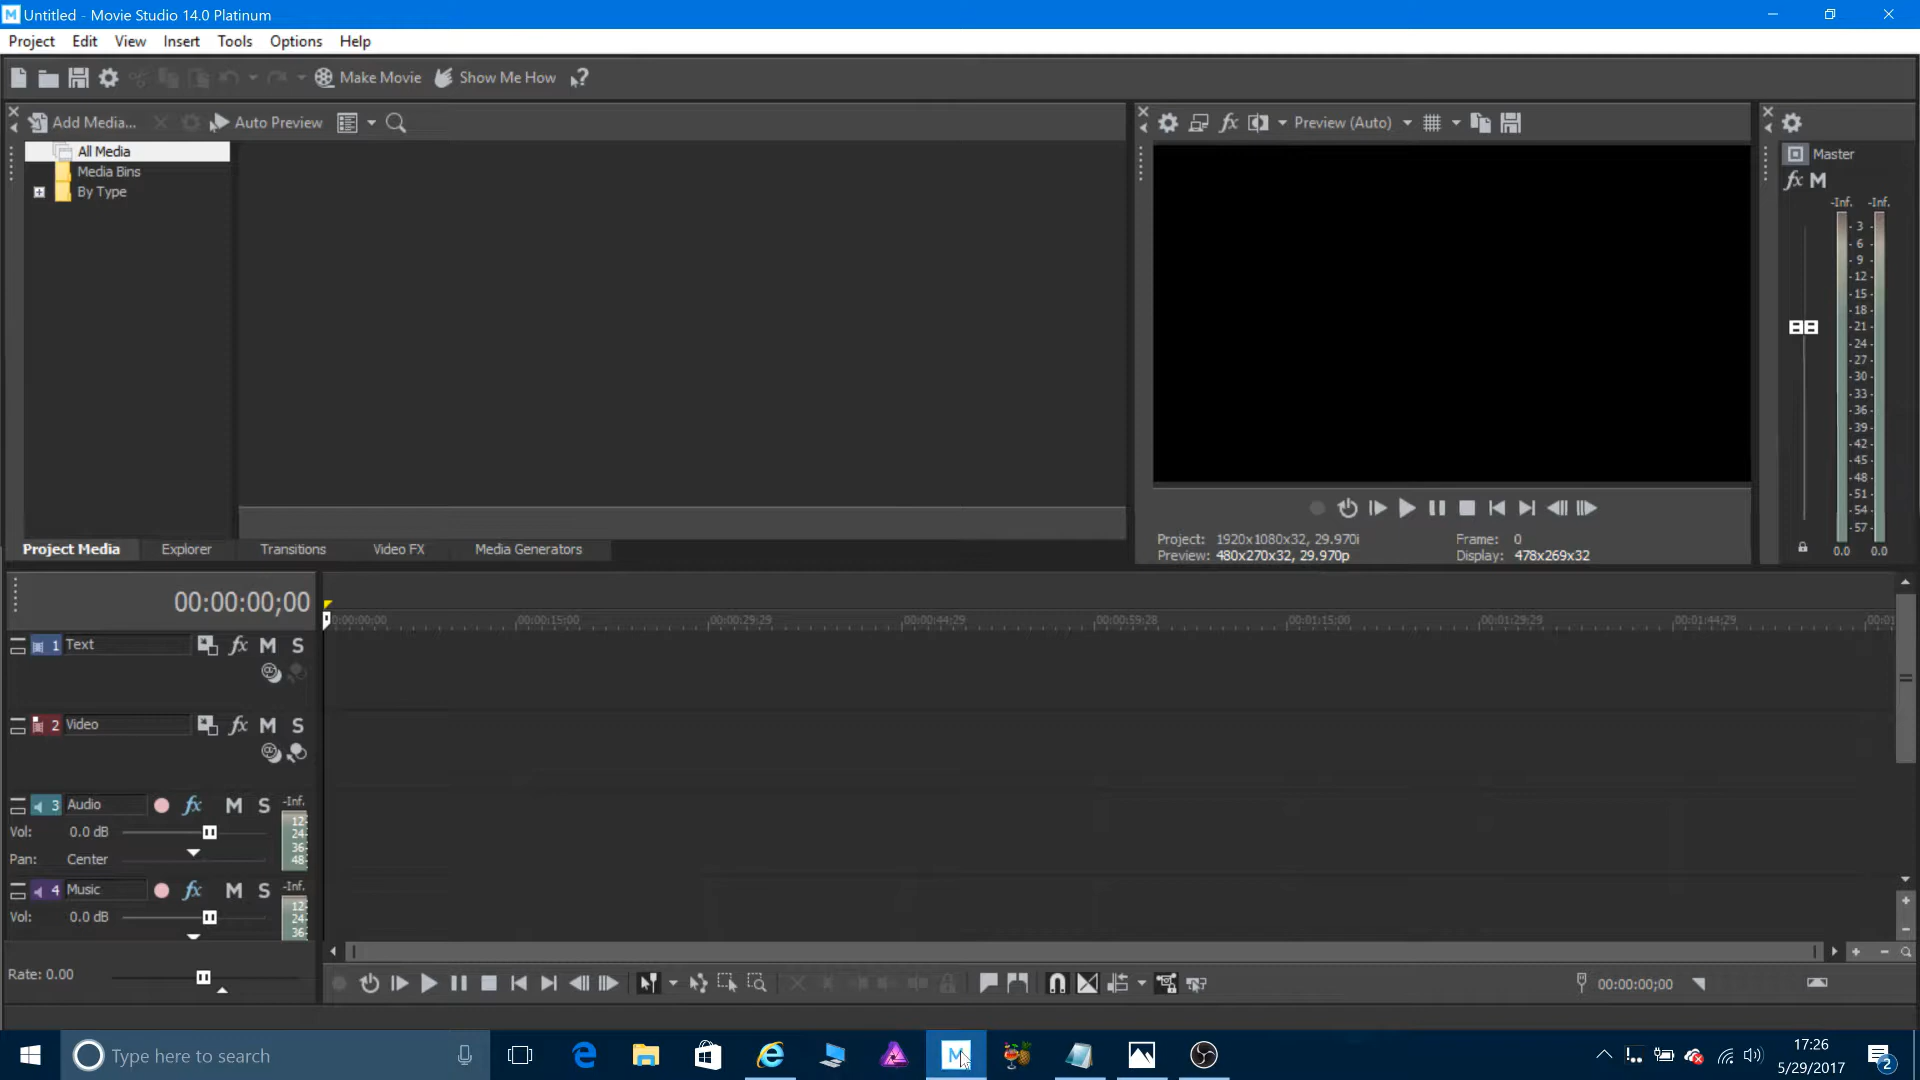 Untitled - Movie Studio 14.0 Platinum
Project Edit View Insert Tools Options Help
Make Movie Show Me How
Add Media... Auto Preview
Preview (Auto)
All Media
Media Bins
By Type
Master
fx M
-Inf. -Inf.
3
6
9
12
15
18
21
24
27
30
33
36
39
42
45
48
51
54
57
0.0 0.0
Project: 1920x1080x32, 29.970i Frame: 0
Preview: 480x270x32, 29.970p Display: 478x269x32
Project Media Explorer Transitions Video FX Media Generators
00:00:00;00
00:00:15;00 00:00:29;29 00:00:44;29 00:00:59;28 00:01:15;00 00:01:29;29 00:01:44;29
1 Text fx M S
2 Video fx M S
3 Audio fx M S -Inf.
Vol: 0.0 dB
Pan: Center
12
24
36
48
4 Music fx M S -Inf.
Vol: 0.0 dB
12
24
36
Rate: 0.00
00:00:00;00
Type here to search
17:26
5/29/2017
2